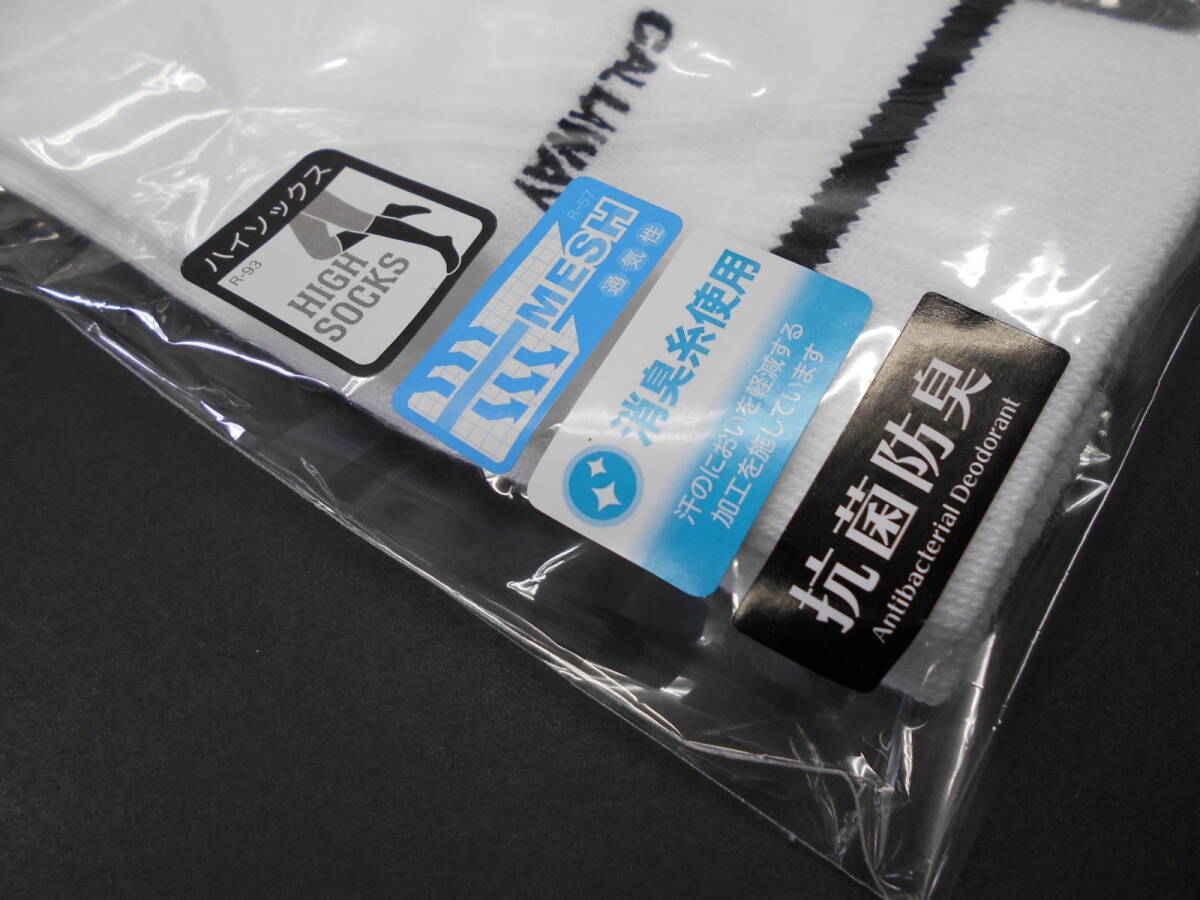 CALLAWAY
ハイソックス
R-93
HIGH
SOCKS
R-57
MESH
通気性
消臭糸使用
汗のにおいを軽減する
加工を施しています
抗菌防臭
Antibacterial Deodorant